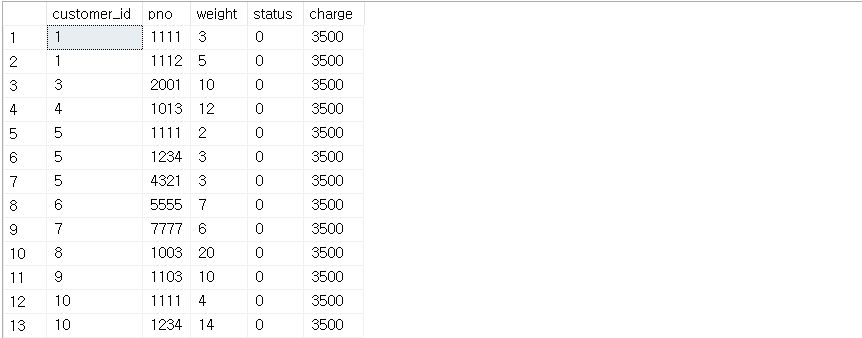 customer_id pno weight status charge
1 1 1111 3 0 3500
2 1 1112 5 0 3500
3 3 2001 10 0 3500
4 4 1013 12 0 3500
5 5 1111 2 0 3500
6 5 1234 3 0 3500
7 5 4321 3 0 3500
8 6 5555 7 0 3500
9 7 7777 6 0 3500
10 8 1003 20 0 3500
11 9 1103 10 0 3500
12 10 1111 4 0 3500
13 10 1234 14 0 3500